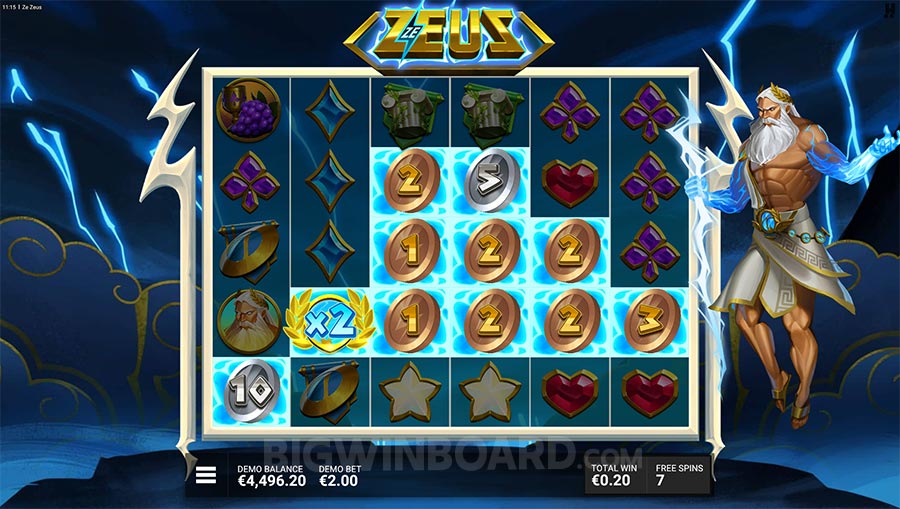 11:15 | Ze Zeus
ZE
ZEUS
2 5
1 2 2
x2 1 2 2 3
10
BIGWINBOARD.COM
DEMO BALANCE DEMO BET TOTAL WIN FREE SPINS
€4,496.20 €2.00 €0.20 7